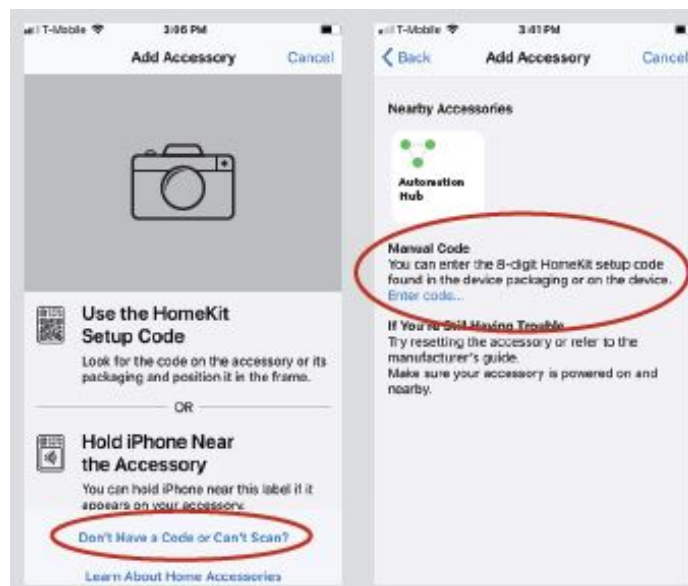 T-Mobile
3:06 PM
Add Accessory
Cancel
Use the HomeKit
Setup Code
Look for the code on the accessory or its
packaging and position it in the frame.
OR
Hold iPhone Near
the Accessory
You can hold iPhone near this label if it
appears on your accessory.
Don't Have a Code or Can't Scan?
Learn About Home Accessories
T-Mobile
3:41 PM
Back
Add Accessory
Cancel
Nearby Accessories
Automation
Hub
Manual Code
You can enter the 8-digit HomeKit setup code
found in the device packaging or on the device.
Enter code...
If You're Still Having Trouble
Try resetting the accessory or refer to the
manufacturer's guide.
Make sure your accessory is powered on and
nearby.